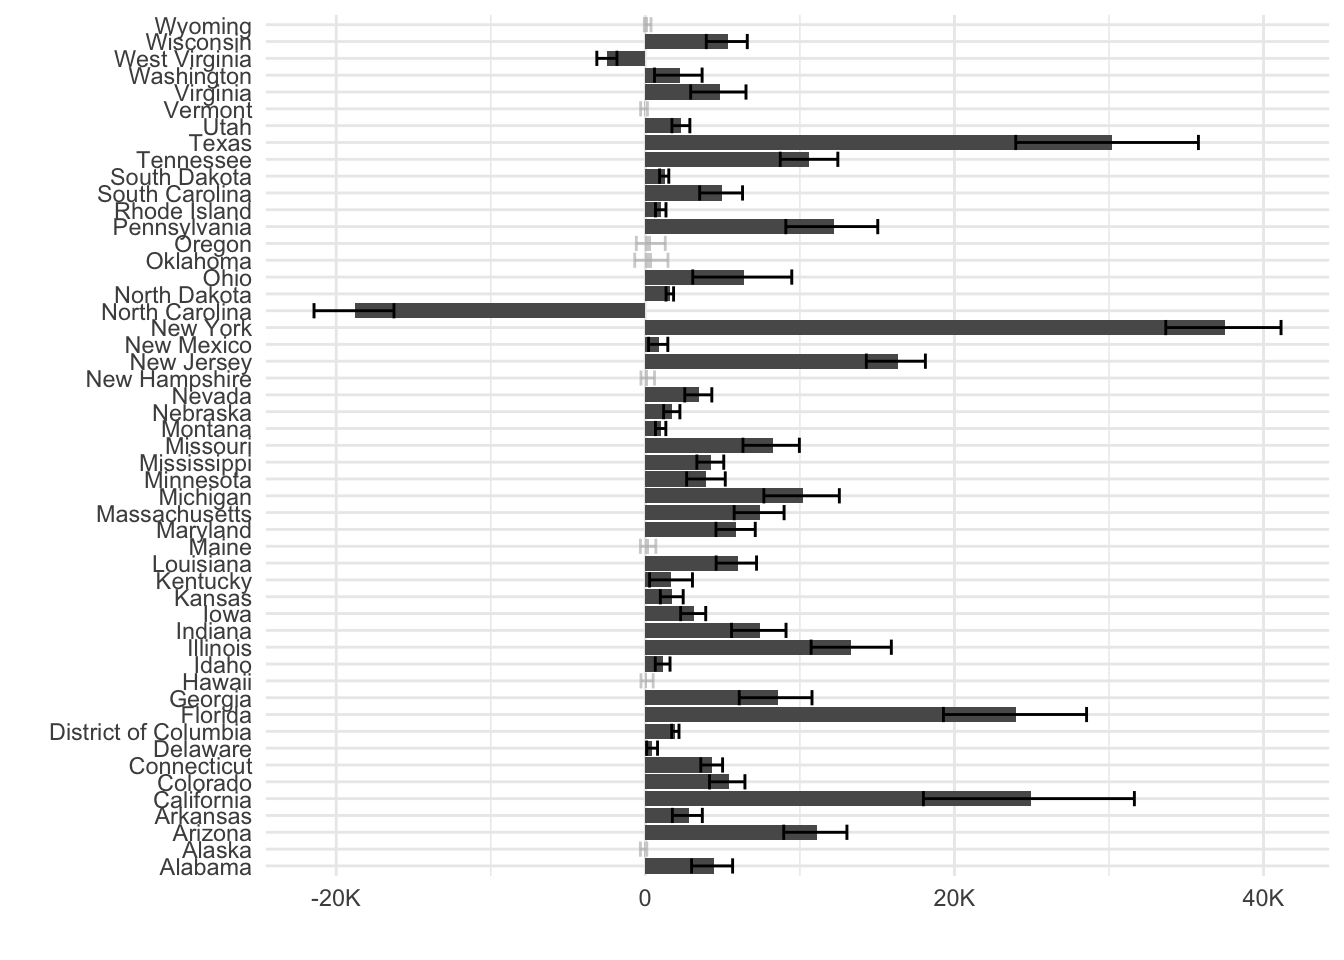 Wyoming
Wisconsin
West Virginia
Washington
Virginia
Vermont
Utah
Texas
Tennessee
South Dakota
South Carolina
Rhode Island
Pennsylvania
Oregon
Oklahoma
Ohio
North Dakota
North Carolina
New York
New Mexico
New Jersey
New Hampshire
Nevada
Nebraska
Montana
Missouri
Mississippi
Minnesota
Michigan
Massachusetts
Maryland
Maine
Louisiana
Kentucky
Kansas
Iowa
Indiana
Illinois
Idaho
Hawaii
Georgia
Florida
District of Columbia
Delaware
Connecticut
Colorado
California
Arkansas
Arizona
Alaska
Alabama
-20K 0 20K 40K